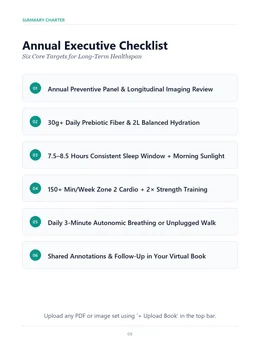 SUMMARY CHARTER
Annual Executive Checklist
Six Core Targets for Long-Term Healthspan
01 Annual Preventive Panel & Longitudinal Imaging Review
02 30g+ Daily Prebiotic Fiber & 2L Balanced Hydration
03 7.5–8.5 Hours Consistent Sleep Window + Morning Sunlight
04 150+ Min/Week Zone 2 Cardio + 2× Strength Training
05 Daily 3-Minute Autonomic Breathing or Unplugged Walk
06 Shared Annotations & Follow-Up in Your Virtual Book
Upload any PDF or image set using '+ Upload Book' in the top bar.